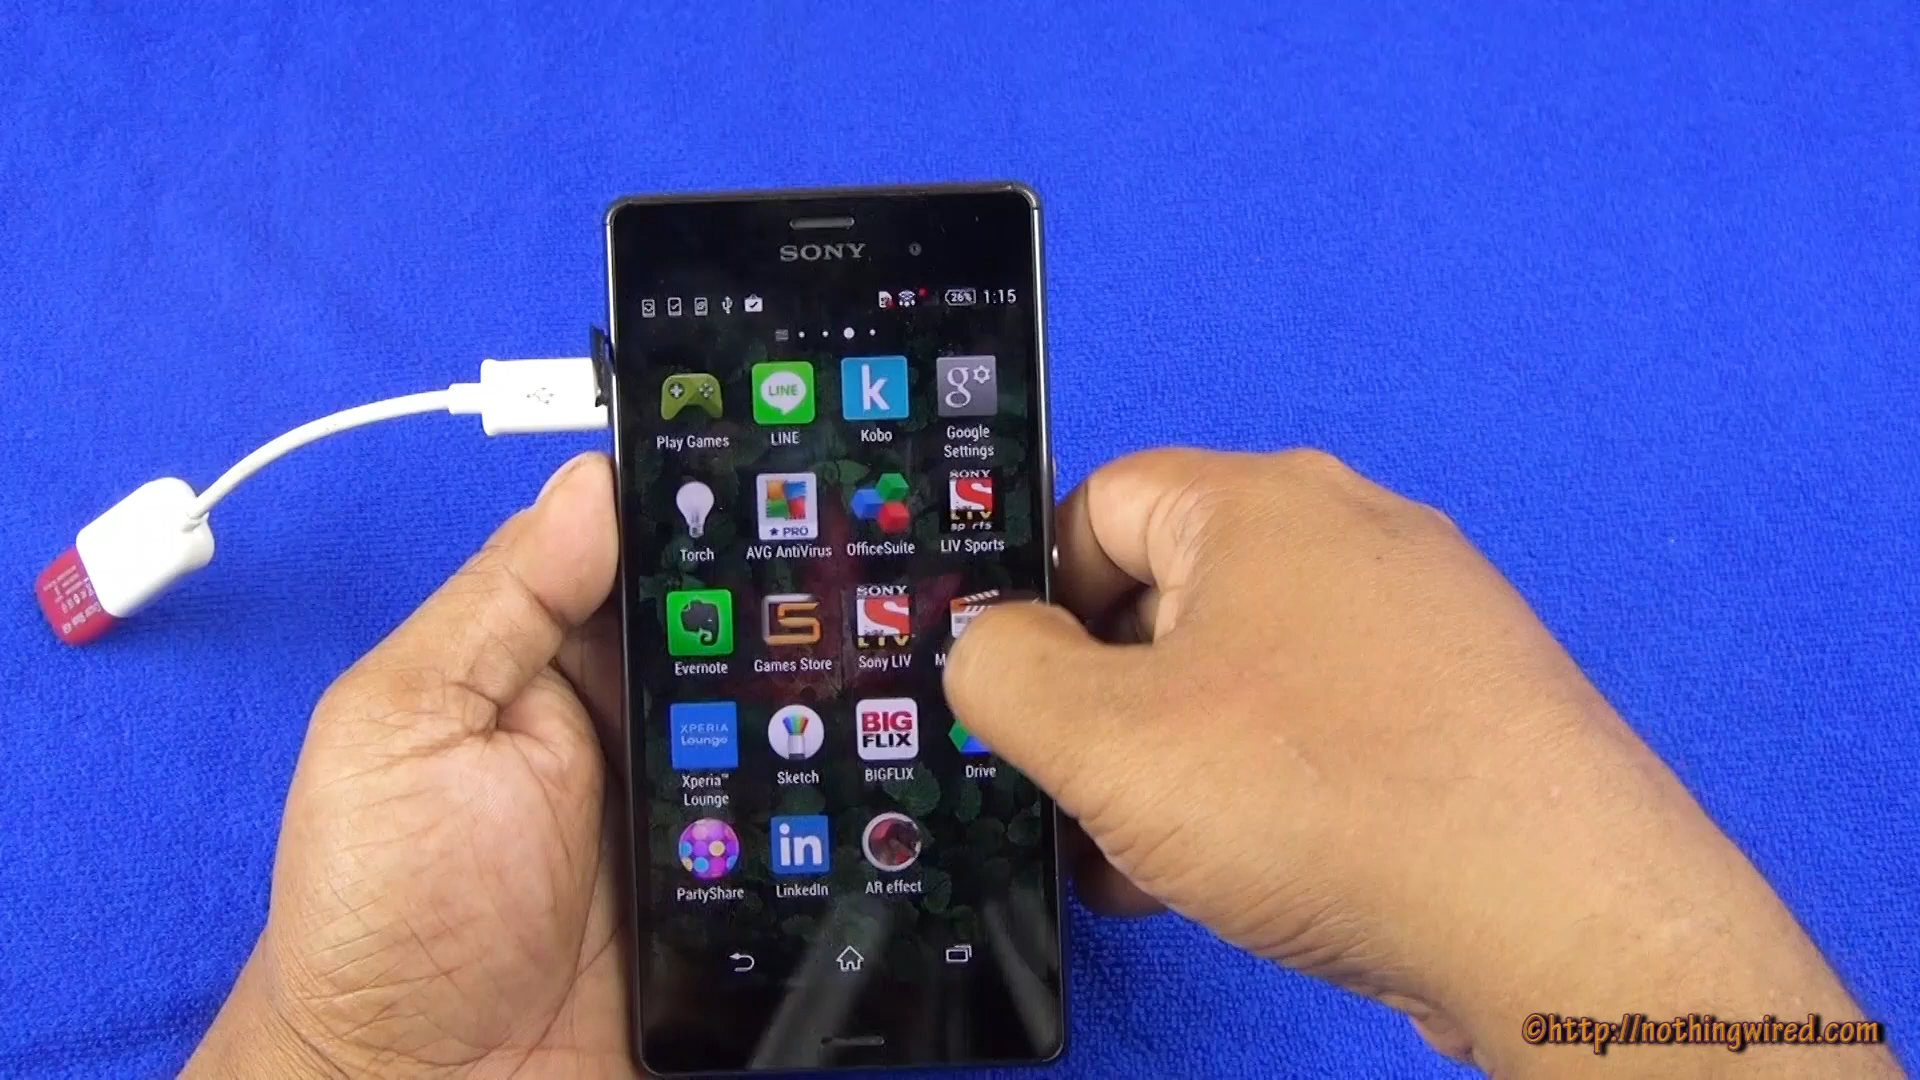 SONY
26% 1:15
LINE
k
g
Play Games
LINE
Kobo
Google
Settings
PRO
SONY
LIV
Torch
AVG AntiVirus
OfficeSuite
LIV Sports
SONY
LIV
Evernote
Games Store
Sony LIV
M
XPERIA
Lounge
BIG
FLIX
Xperia™
Lounge
Sketch
BIGFLIX
Drive
in
PartyShare
LinkedIn
AR effect
©http://nothingwired.com